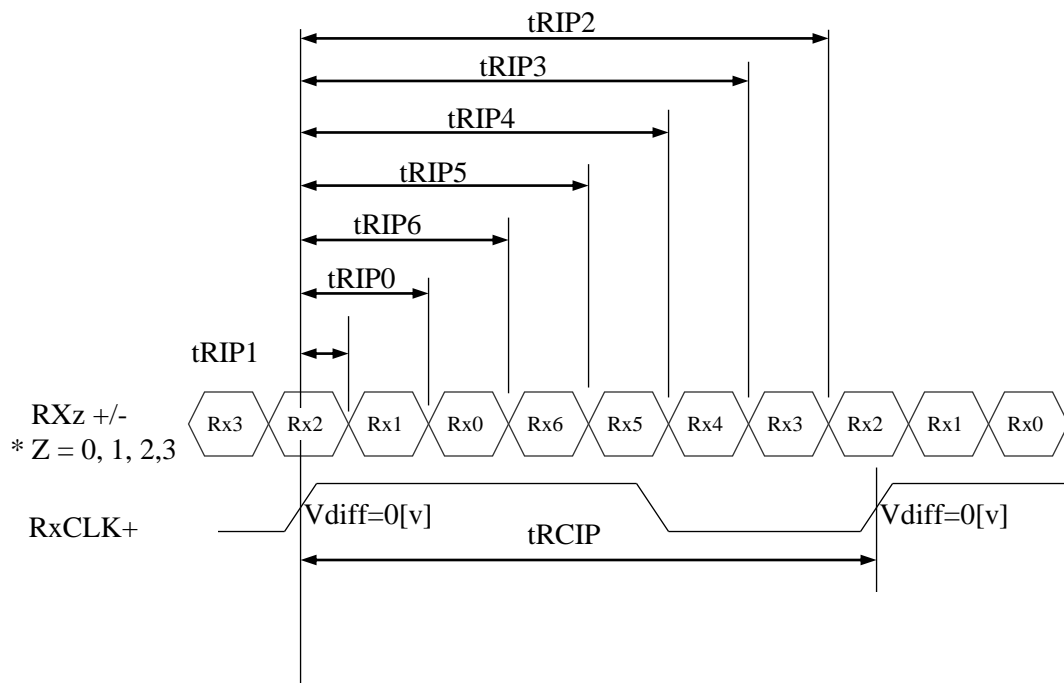 tRIP2
tRIP3
tRIP4
tRIP5
tRIP6
tRIP0
tRIP1
RXz +/-
* Z = 0, 1, 2,3
Rx3 Rx2 Rx1 Rx0 Rx6 Rx5 Rx4 Rx3 Rx2 Rx1 Rx0
RxCLK+
Vdiff=0[v] Vdiff=0[v]
tRCIP